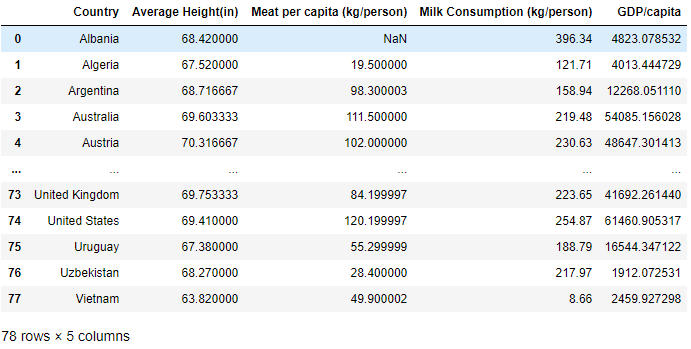 Country Average Height(in) Meat per capita (kg/person) Milk Consumption (kg/person) GDP/capita
0 Albania 68.420000 NaN 396.34 4823.078532
1 Algeria 67.520000 19.500000 121.71 4013.444729
2 Argentina 68.716667 98.300003 158.94 12268.051110
3 Australia 69.603333 111.500000 219.48 54085.156028
4 Austria 70.316667 102.000000 230.63 48647.301413
... ... ... ... ... ...
73 United Kingdom 69.753333 84.199997 223.65 41692.261440
74 United States 69.410000 120.199997 254.87 61460.905317
75 Uruguay 67.380000 55.299999 188.79 16544.347122
76 Uzbekistan 68.270000 28.400000 217.97 1912.072531
77 Vietnam 63.820000 49.900002 8.66 2459.927298
78 rows × 5 columns